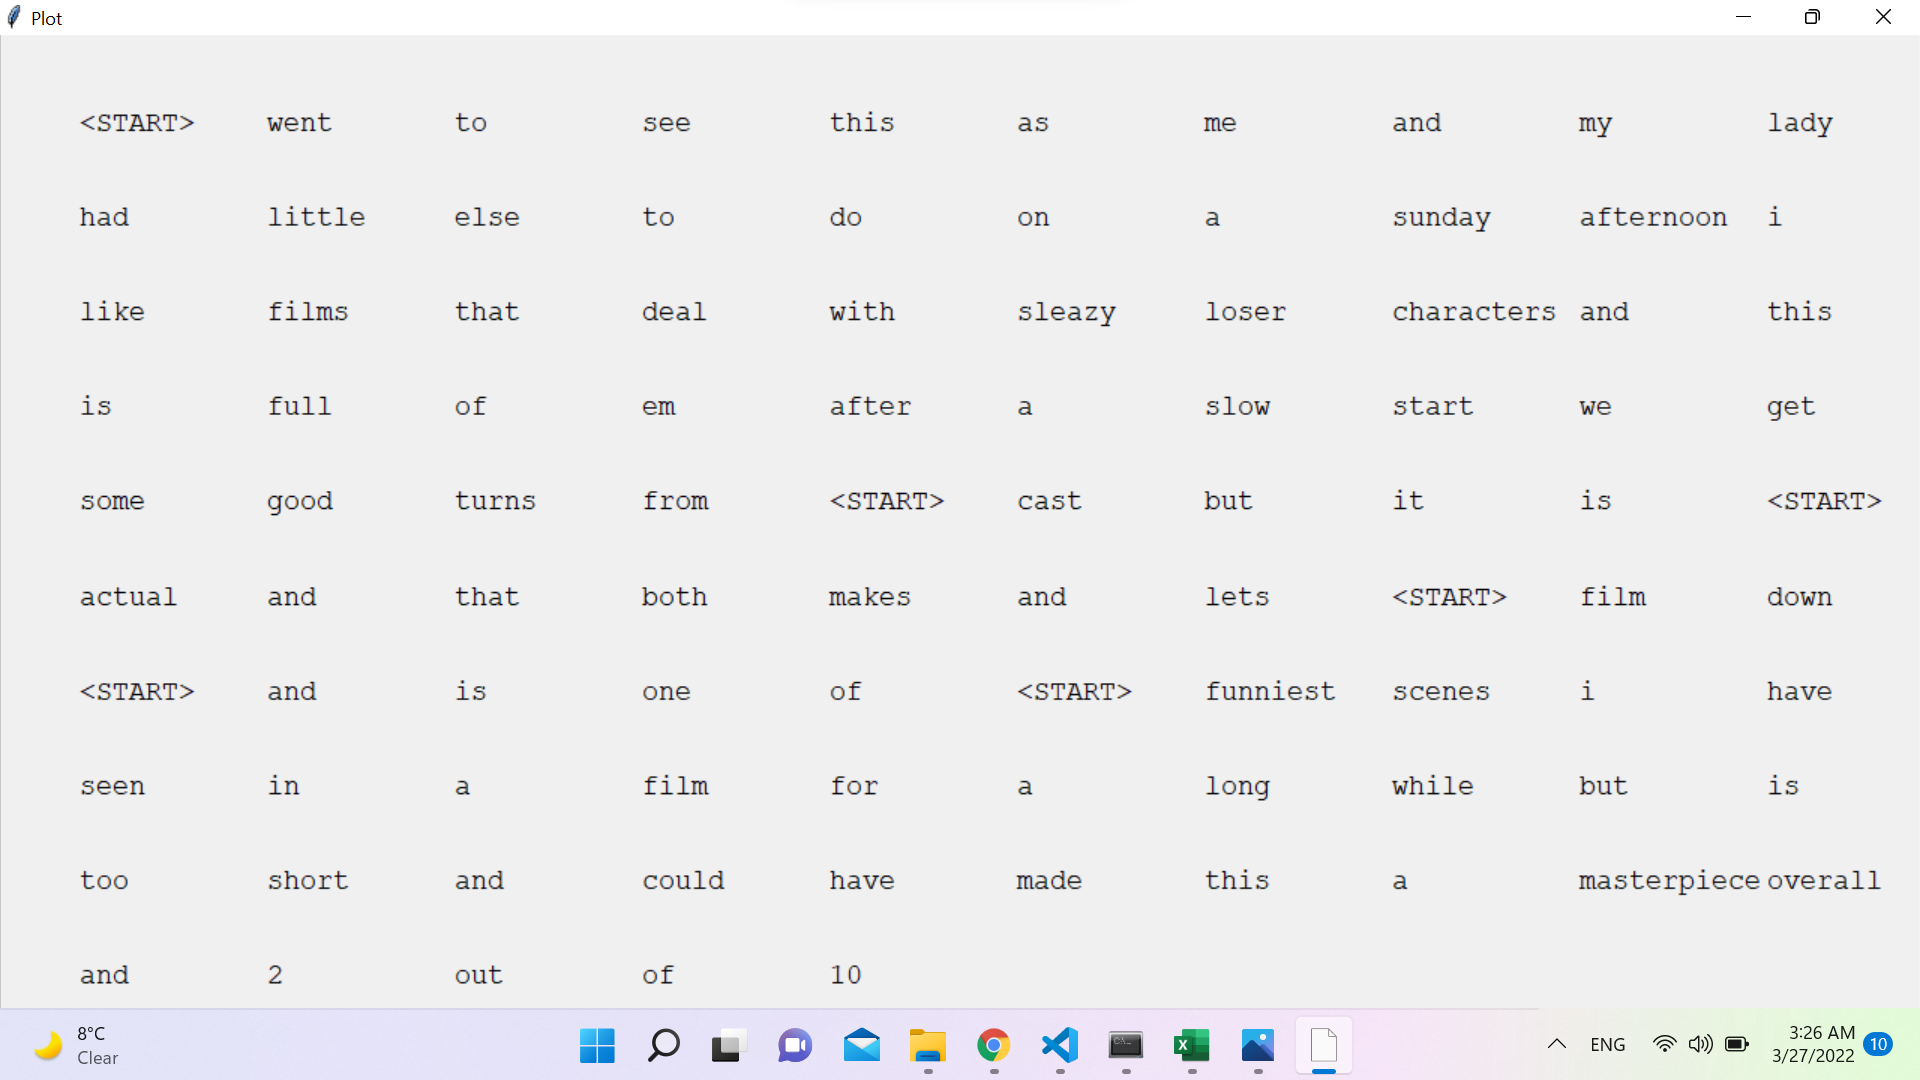 Plot
<START> went to see this as me and my lady
had little else to do on a sunday afternoon i
like films that deal with sleazy loser characters and this
is full of em after a slow start we get
some good turns from <START> cast but it is <START>
actual and that both makes and lets <START> film down
<START> and is one of <START> funniest scenes i have
seen in a film for a long while but is
too short and could have made this a masterpiece overall
and 2 out of 10
8°C
Clear
C:\_
X
ENG
3:26 AM
3/27/2022
10